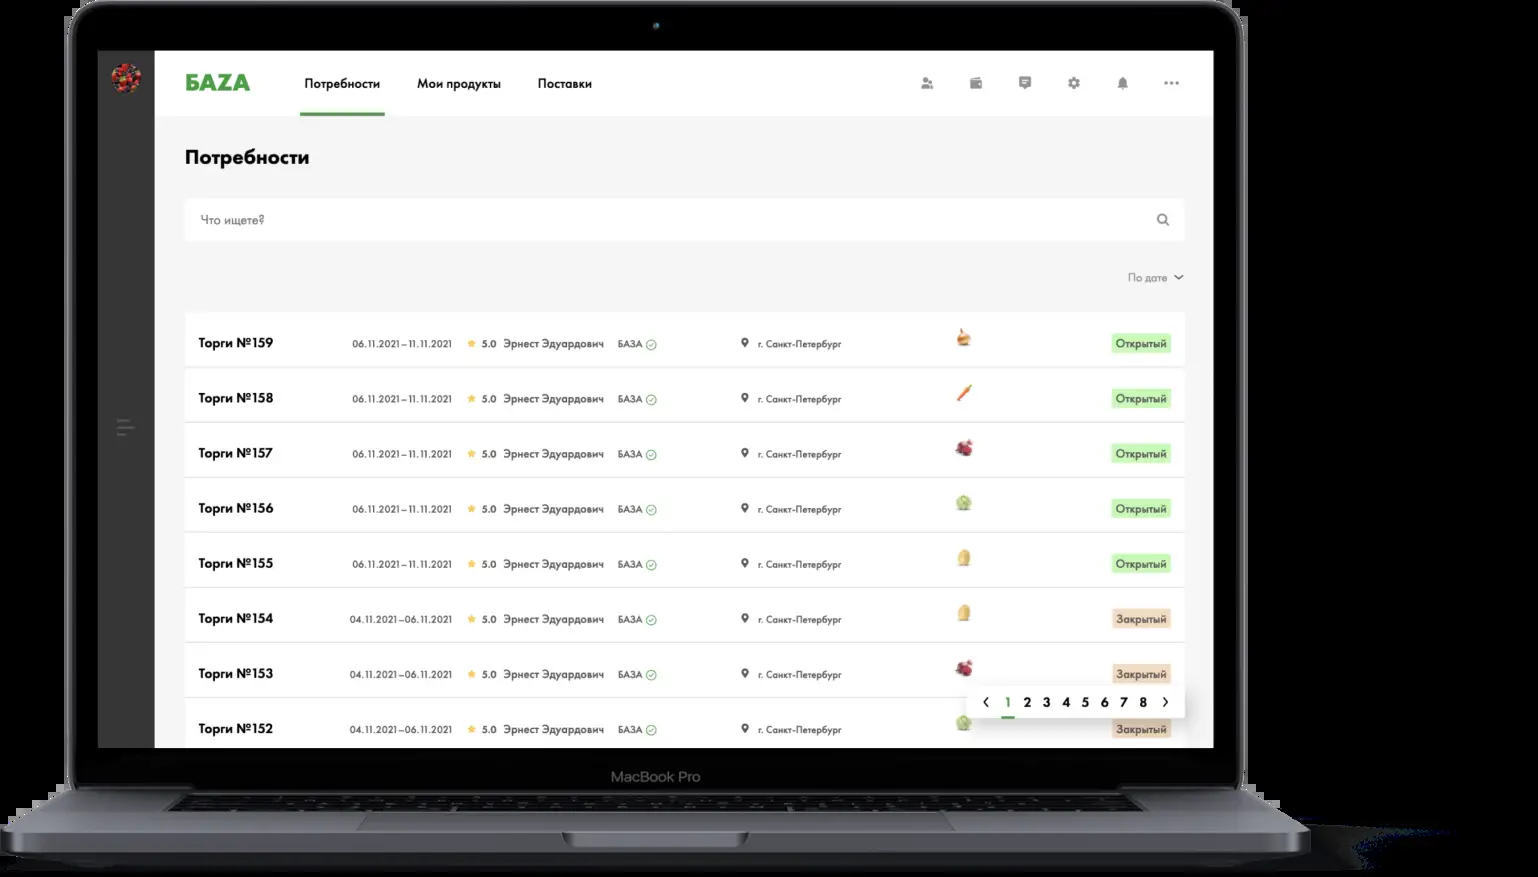 БАZА Потребности Мои продукты Поставки
Потребности
Что ищете?
По дате
Торги №159 06.11.2021–11.11.2021 5.0 Эрнест Эдуардович БАЗА г. Санкт-Петербург Открытый
Торги №158 06.11.2021–11.11.2021 5.0 Эрнест Эдуардович БАЗА г. Санкт-Петербург Открытый
Торги №157 06.11.2021–11.11.2021 5.0 Эрнест Эдуардович БАЗА г. Санкт-Петербург Открытый
Торги №156 06.11.2021–11.11.2021 5.0 Эрнест Эдуардович БАЗА г. Санкт-Петербург Открытый
Торги №155 06.11.2021–11.11.2021 5.0 Эрнест Эдуардович БАЗА г. Санкт-Петербург Открытый
Торги №154 04.11.2021–06.11.2021 5.0 Эрнест Эдуардович БАЗА г. Санкт-Петербург Закрытый
Торги №153 04.11.2021–06.11.2021 5.0 Эрнест Эдуардович БАЗА г. Санкт-Петербург Закрытый
1 2 3 4 5 6 7 8
Торги №152 04.11.2021–06.11.2021 5.0 Эрнест Эдуардович БАЗА г. Санкт-Петербург Закрытый
MacBook Pro